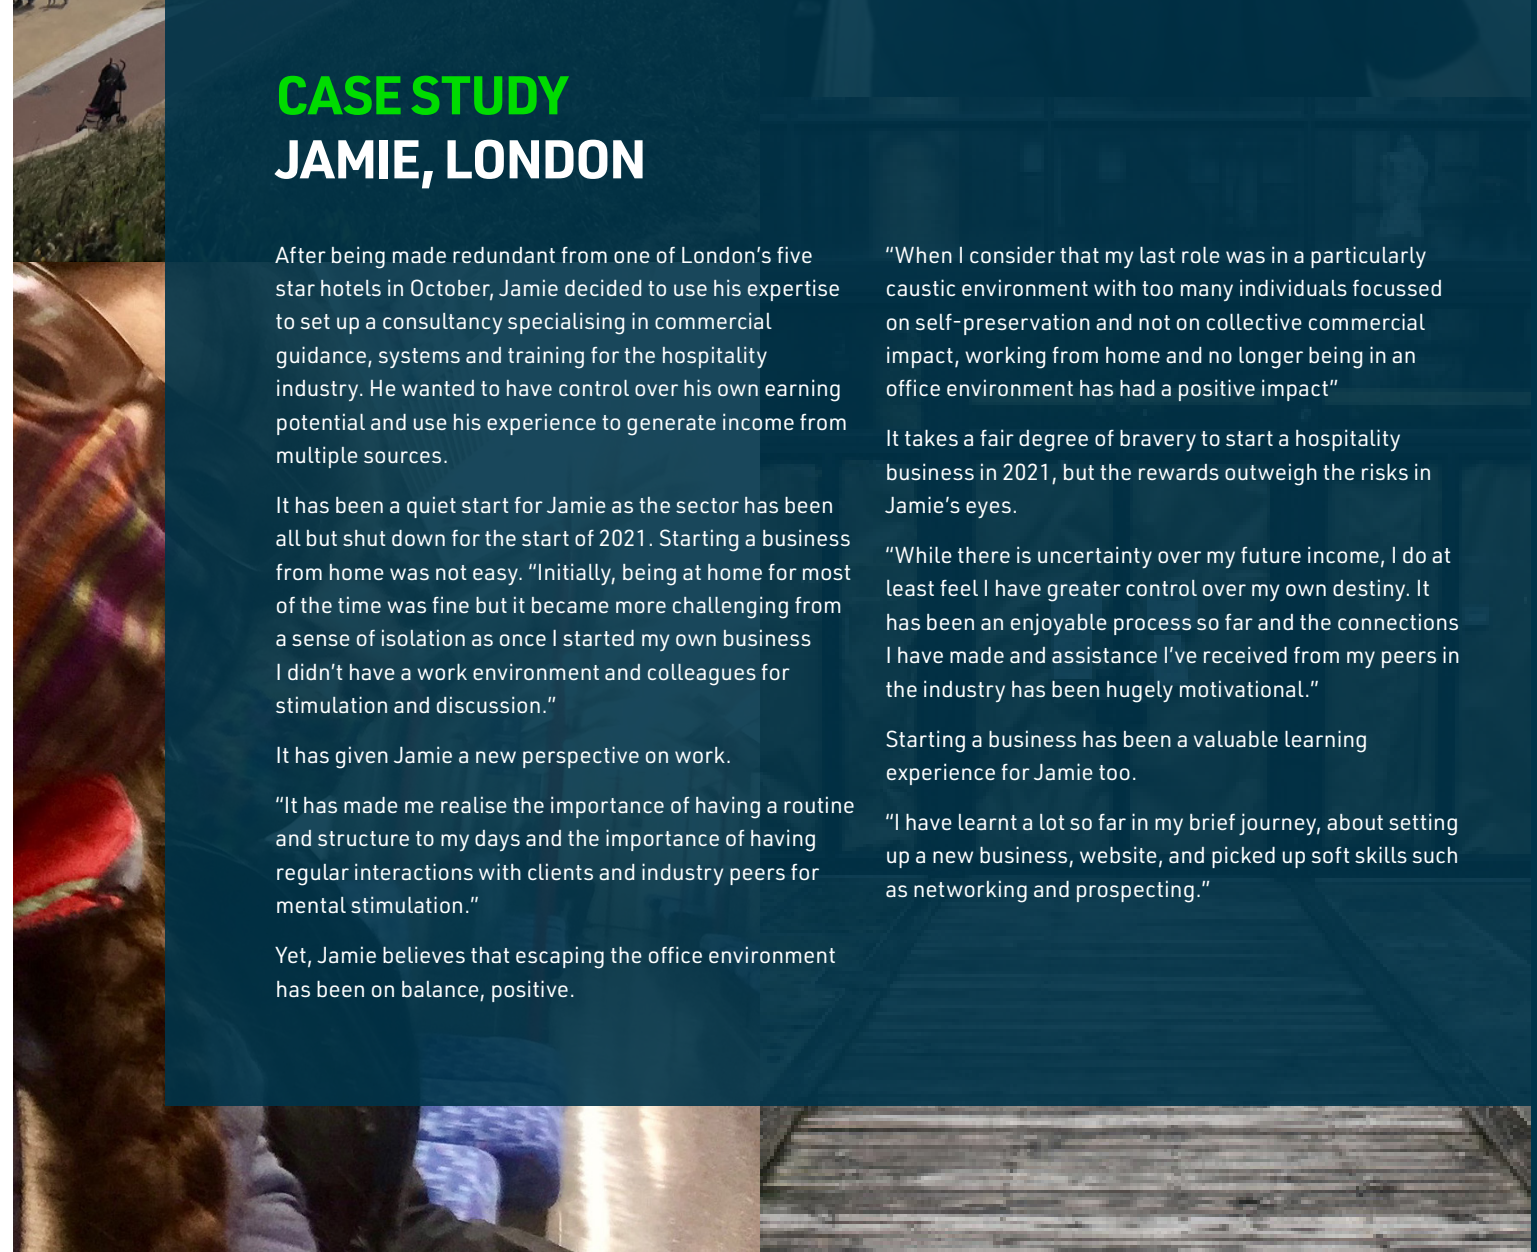 CASE STUDY
JAMIE, LONDON
After being made redundant from one of London’s five
star hotels in October, Jamie decided to use his expertise
to set up a consultancy specialising in commercial
guidance, systems and training for the hospitality
industry. He wanted to have control over his own earning
potential and use his experience to generate income from
multiple sources.
It has been a quiet start for Jamie as the sector has been
all but shut down for the start of 2021. Starting a business
from home was not easy. “Initially, being at home for most
of the time was fine but it became more challenging from
a sense of isolation as once I started my own business
I didn’t have a work environment and colleagues for
stimulation and discussion.”
It has given Jamie a new perspective on work.
“It has made me realise the importance of having a routine
and structure to my days and the importance of having
regular interactions with clients and industry peers for
mental stimulation.”
Yet, Jamie believes that escaping the office environment
has been on balance, positive.
“When I consider that my last role was in a particularly
caustic environment with too many individuals focussed
on self-preservation and not on collective commercial
impact, working from home and no longer being in an
office environment has had a positive impact”
It takes a fair degree of bravery to start a hospitality
business in 2021, but the rewards outweigh the risks in
Jamie’s eyes.
“While there is uncertainty over my future income, I do at
least feel I have greater control over my own destiny. It
has been an enjoyable process so far and the connections
I have made and assistance I’ve received from my peers in
the industry has been hugely motivational.”
Starting a business has been a valuable learning
experience for Jamie too.
“I have learnt a lot so far in my brief journey, about setting
up a new business, website, and picked up soft skills such
as networking and prospecting.”